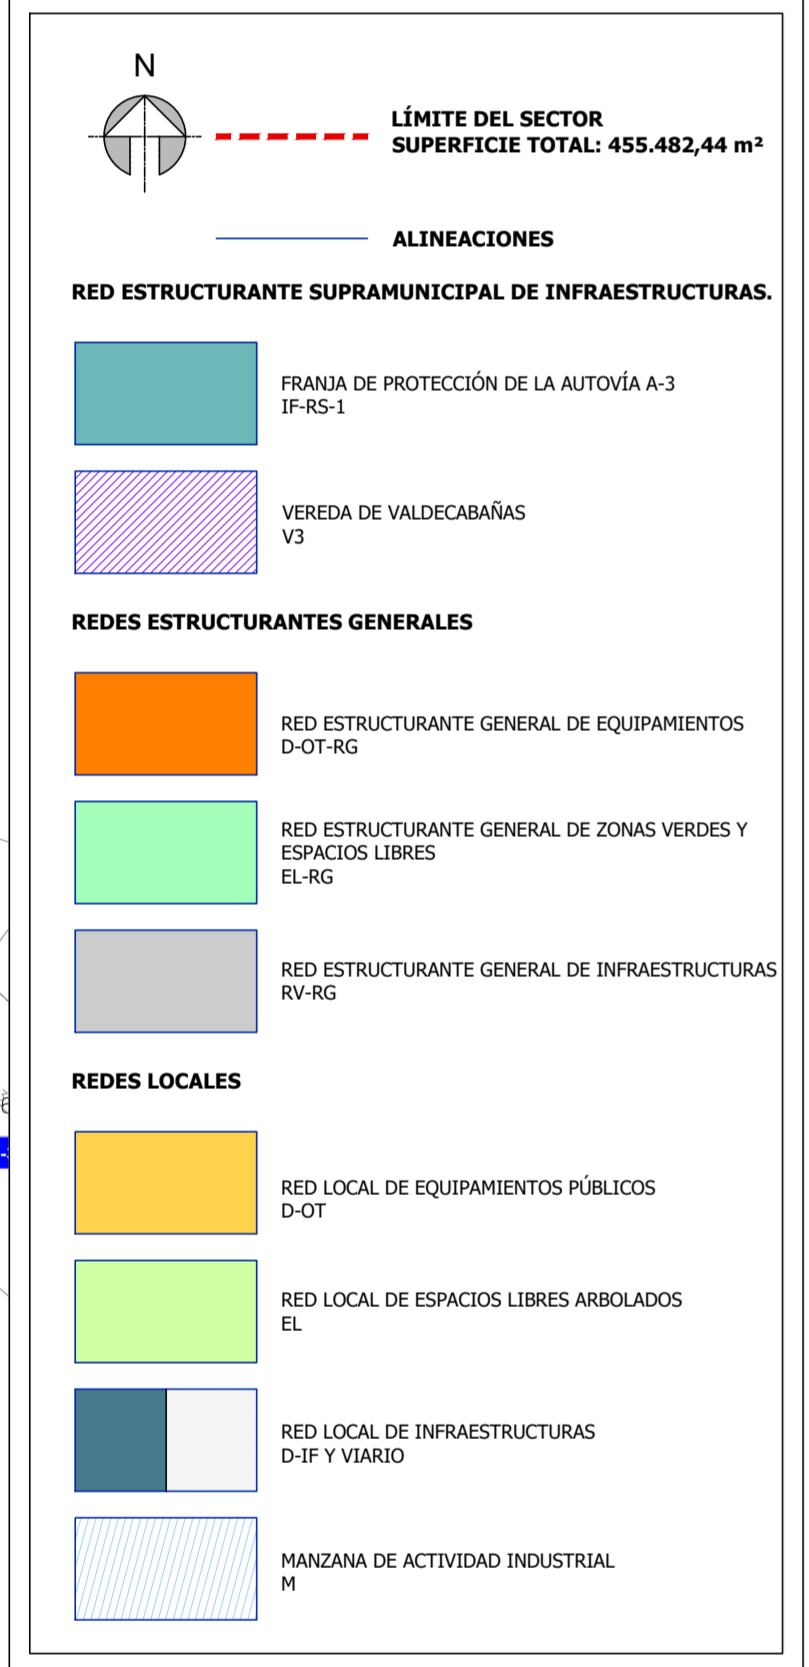 N
LÍMITE DEL SECTOR
SUPERFICIE TOTAL: 455.482,44 m²
ALINEACIONES
RED ESTRUCTURANTE SUPRAMUNICIPAL DE INFRAESTRUCTURAS.
FRANJA DE PROTECCIÓN DE LA AUTOVÍA A-3
IF-RS-1
VEREDA DE VALDECABAÑAS
V3
REDES ESTRUCTURANTES GENERALES
RED ESTRUCTURANTE GENERAL DE EQUIPAMIENTOS
D-OT-RG
RED ESTRUCTURANTE GENERAL DE ZONAS VERDES Y
ESPACIOS LIBRES
EL-RG
RED ESTRUCTURANTE GENERAL DE INFRAESTRUCTURAS
RV-RG
REDES LOCALES
RED LOCAL DE EQUIPAMIENTOS PÚBLICOS
D-OT
RED LOCAL DE ESPACIOS LIBRES ARBOLADOS
EL
RED LOCAL DE INFRAESTRUCTURAS
D-IF Y VIARIO
MANZANA DE ACTIVIDAD INDUSTRIAL
M